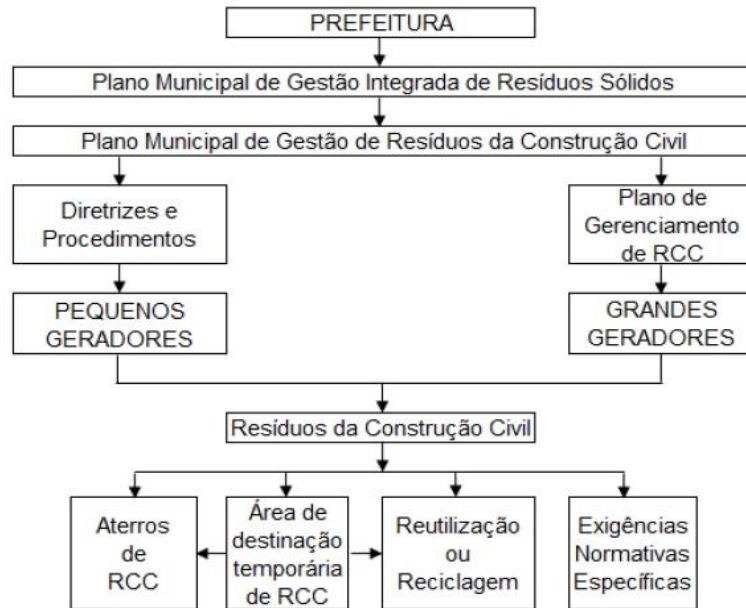 PREFEITURA
Plano Municipal de Gestão Integrada de Resíduos Sólidos
Plano Municipal de Gestão de Resíduos da Construção Civil
Diretrizes e
Procedimentos
Plano de
Gerenciamento
de RCC
PEQUENOS
GERADORES
GRANDES
GERADORES
Resíduos da Construção Civil
Aterros
de
RCC
Área de
destinação
temporária
de RCC
Reutilização
ou
Reciclagem
Exigências
Normativas
Específicas